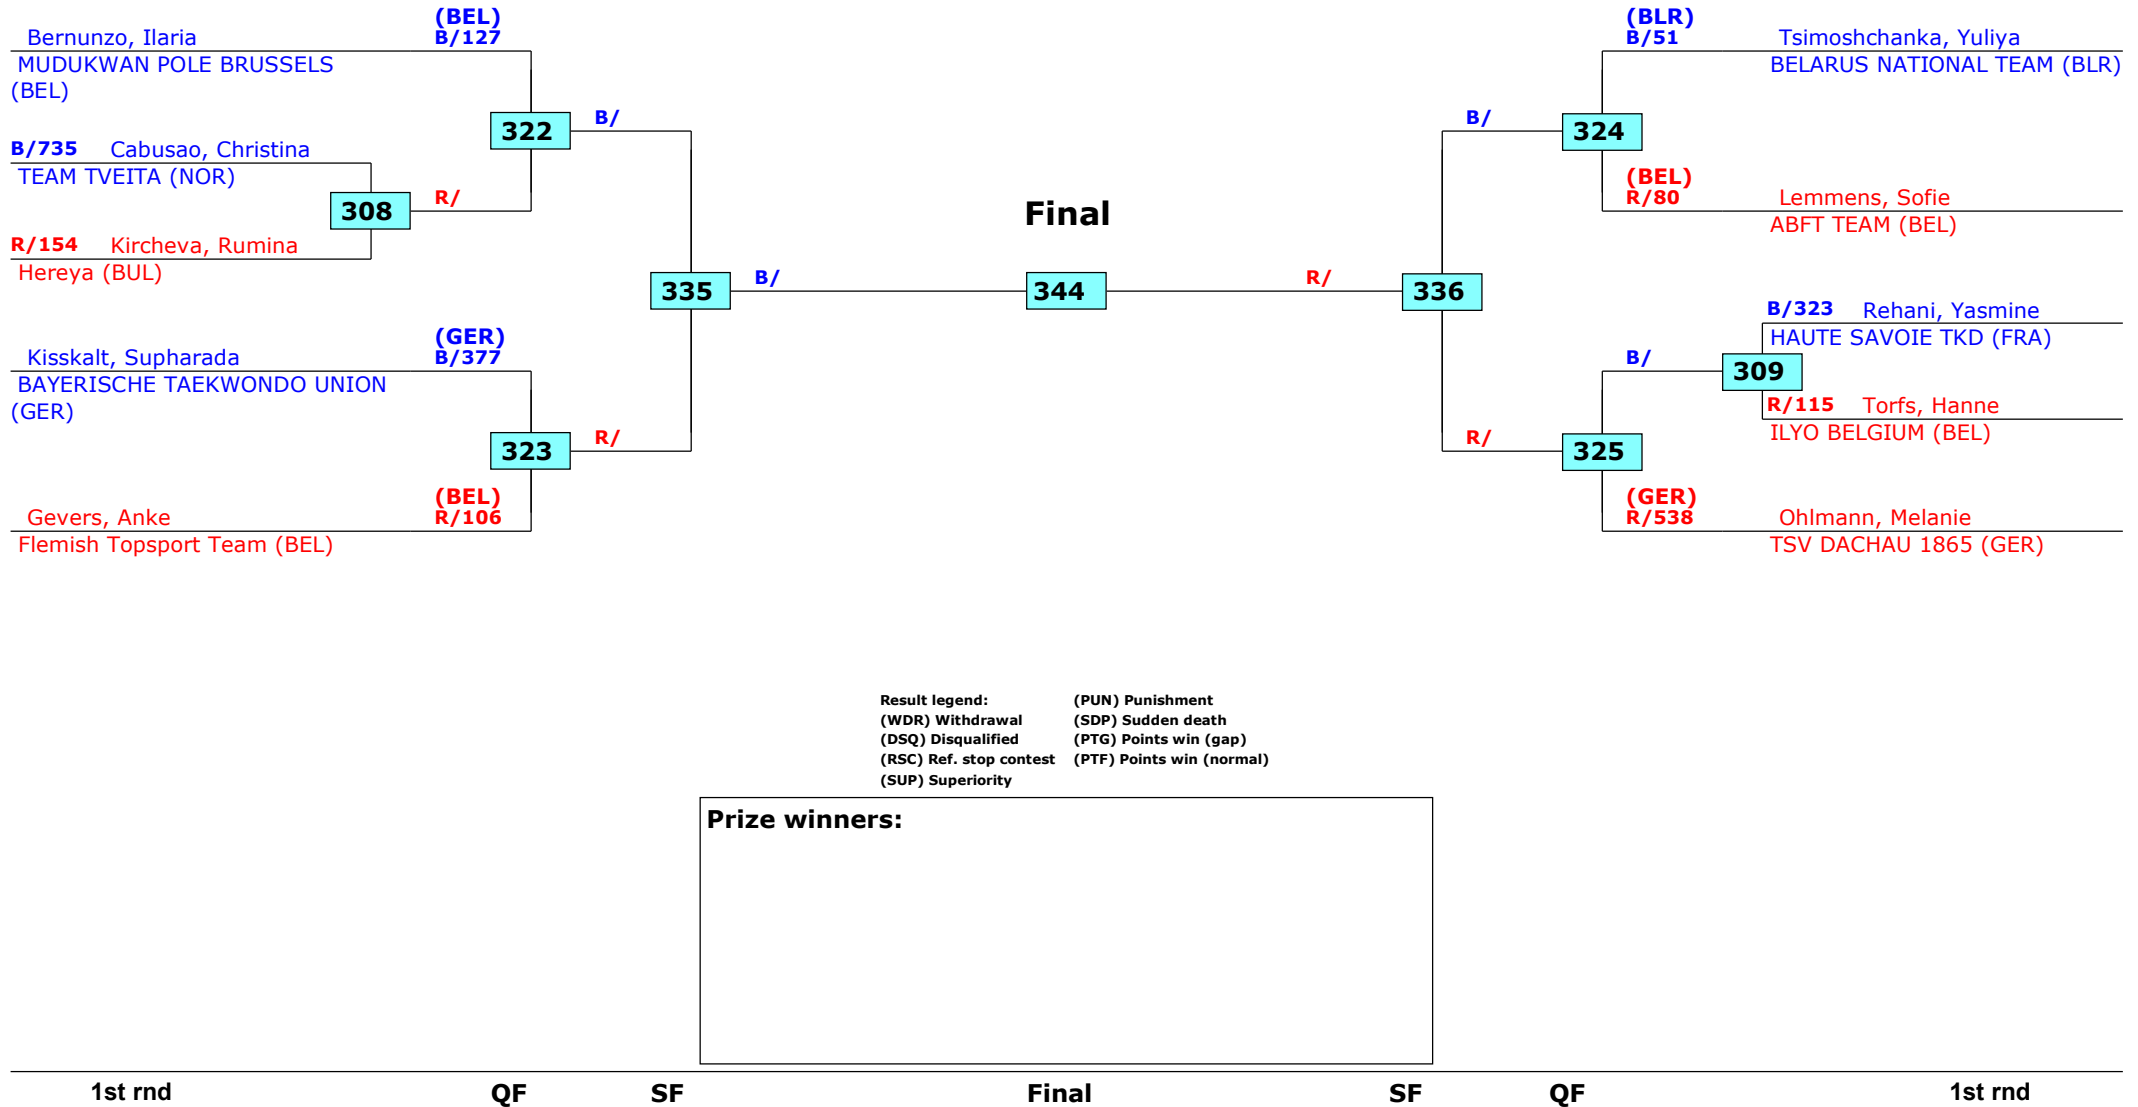 (BEL)
Bernunzo, Ilaria B/127
MUDUKWAN POLE BRUSSELS
(BEL)
322
B/
B/735 Cabusao, Christina
TEAM TVEITA (NOR)
308
R/
R/154 Kircheva, Rumina
Hereya (BUL)
335
B/
(GER)
Kisskalt, Supharada B/377
BAYERISCHE TAEKWONDO UNION
(GER)
323
R/
(BEL)
Gevers, Anke R/106
Flemish Topsport Team (BEL)
Final
344
(BLR)
B/51 Tsimoshchanka, Yuliya
BELARUS NATIONAL TEAM (BLR)
B/
324
(BEL)
R/80 Lemmens, Sofie
ABFT TEAM (BEL)
R/
336
B/323 Rehani, Yasmine
HAUTE SAVOIE TKD (FRA)
B/
309
R/115 Torfs, Hanne
ILYO BELGIUM (BEL)
R/
325
(GER)
R/538 Ohlmann, Melanie
TSV DACHAU 1865 (GER)
Result legend: (PUN) Punishment
(WDR) Withdrawal (SDP) Sudden death
(DSQ) Disqualified (PTG) Points win (gap)
(RSC) Ref. stop contest (PTF) Points win (normal)
(SUP) Superiority
Prize winners:
1st rnd QF SF Final SF QF 1st rnd